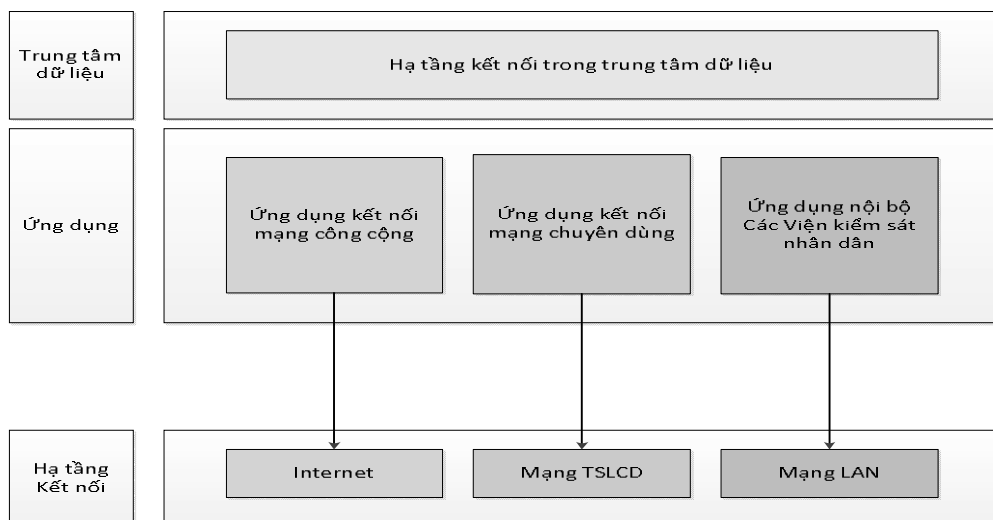 Trung tâm
dữ liệu
Hạ tầng kết nối trong trung tâm dữ liệu
Ứng dụng
Ứng dụng kết nối
mạng công cộng
Ứng dụng kết nối
mạng chuyên dùng
Ứng dụng nội bộ
Các Viện kiểm sát
nhân dân
Hạ tầng
Kết nối
Internet
Mạng TSLCD
Mạng LAN